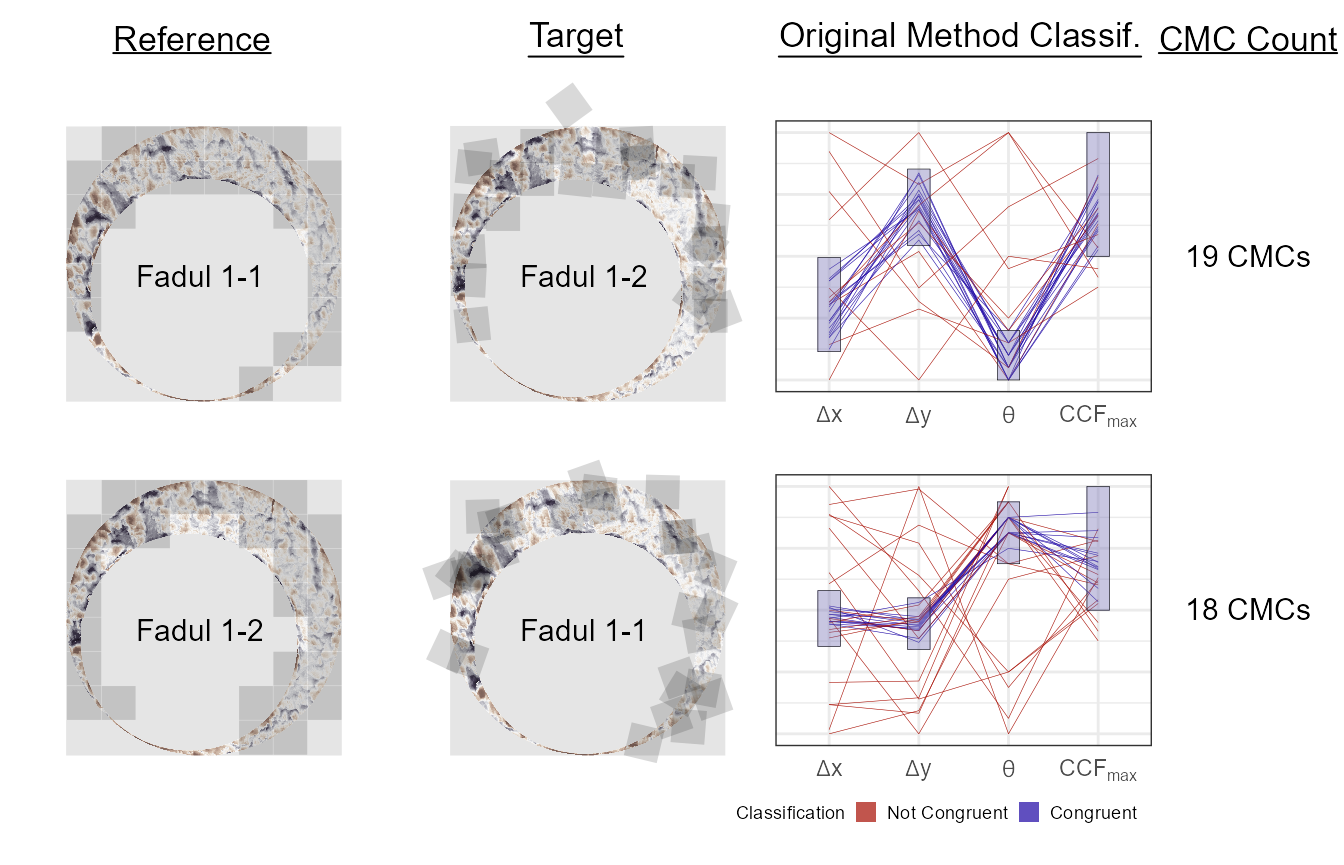 Reference Target Original Method Classif. CMC Count
Fadul 1-1 Fadul 1-2 19 CMCs
Δx Δy θ CCFmax
Fadul 1-2 Fadul 1-1 18 CMCs
Δx Δy θ CCFmax
Classification Not Congruent Congruent